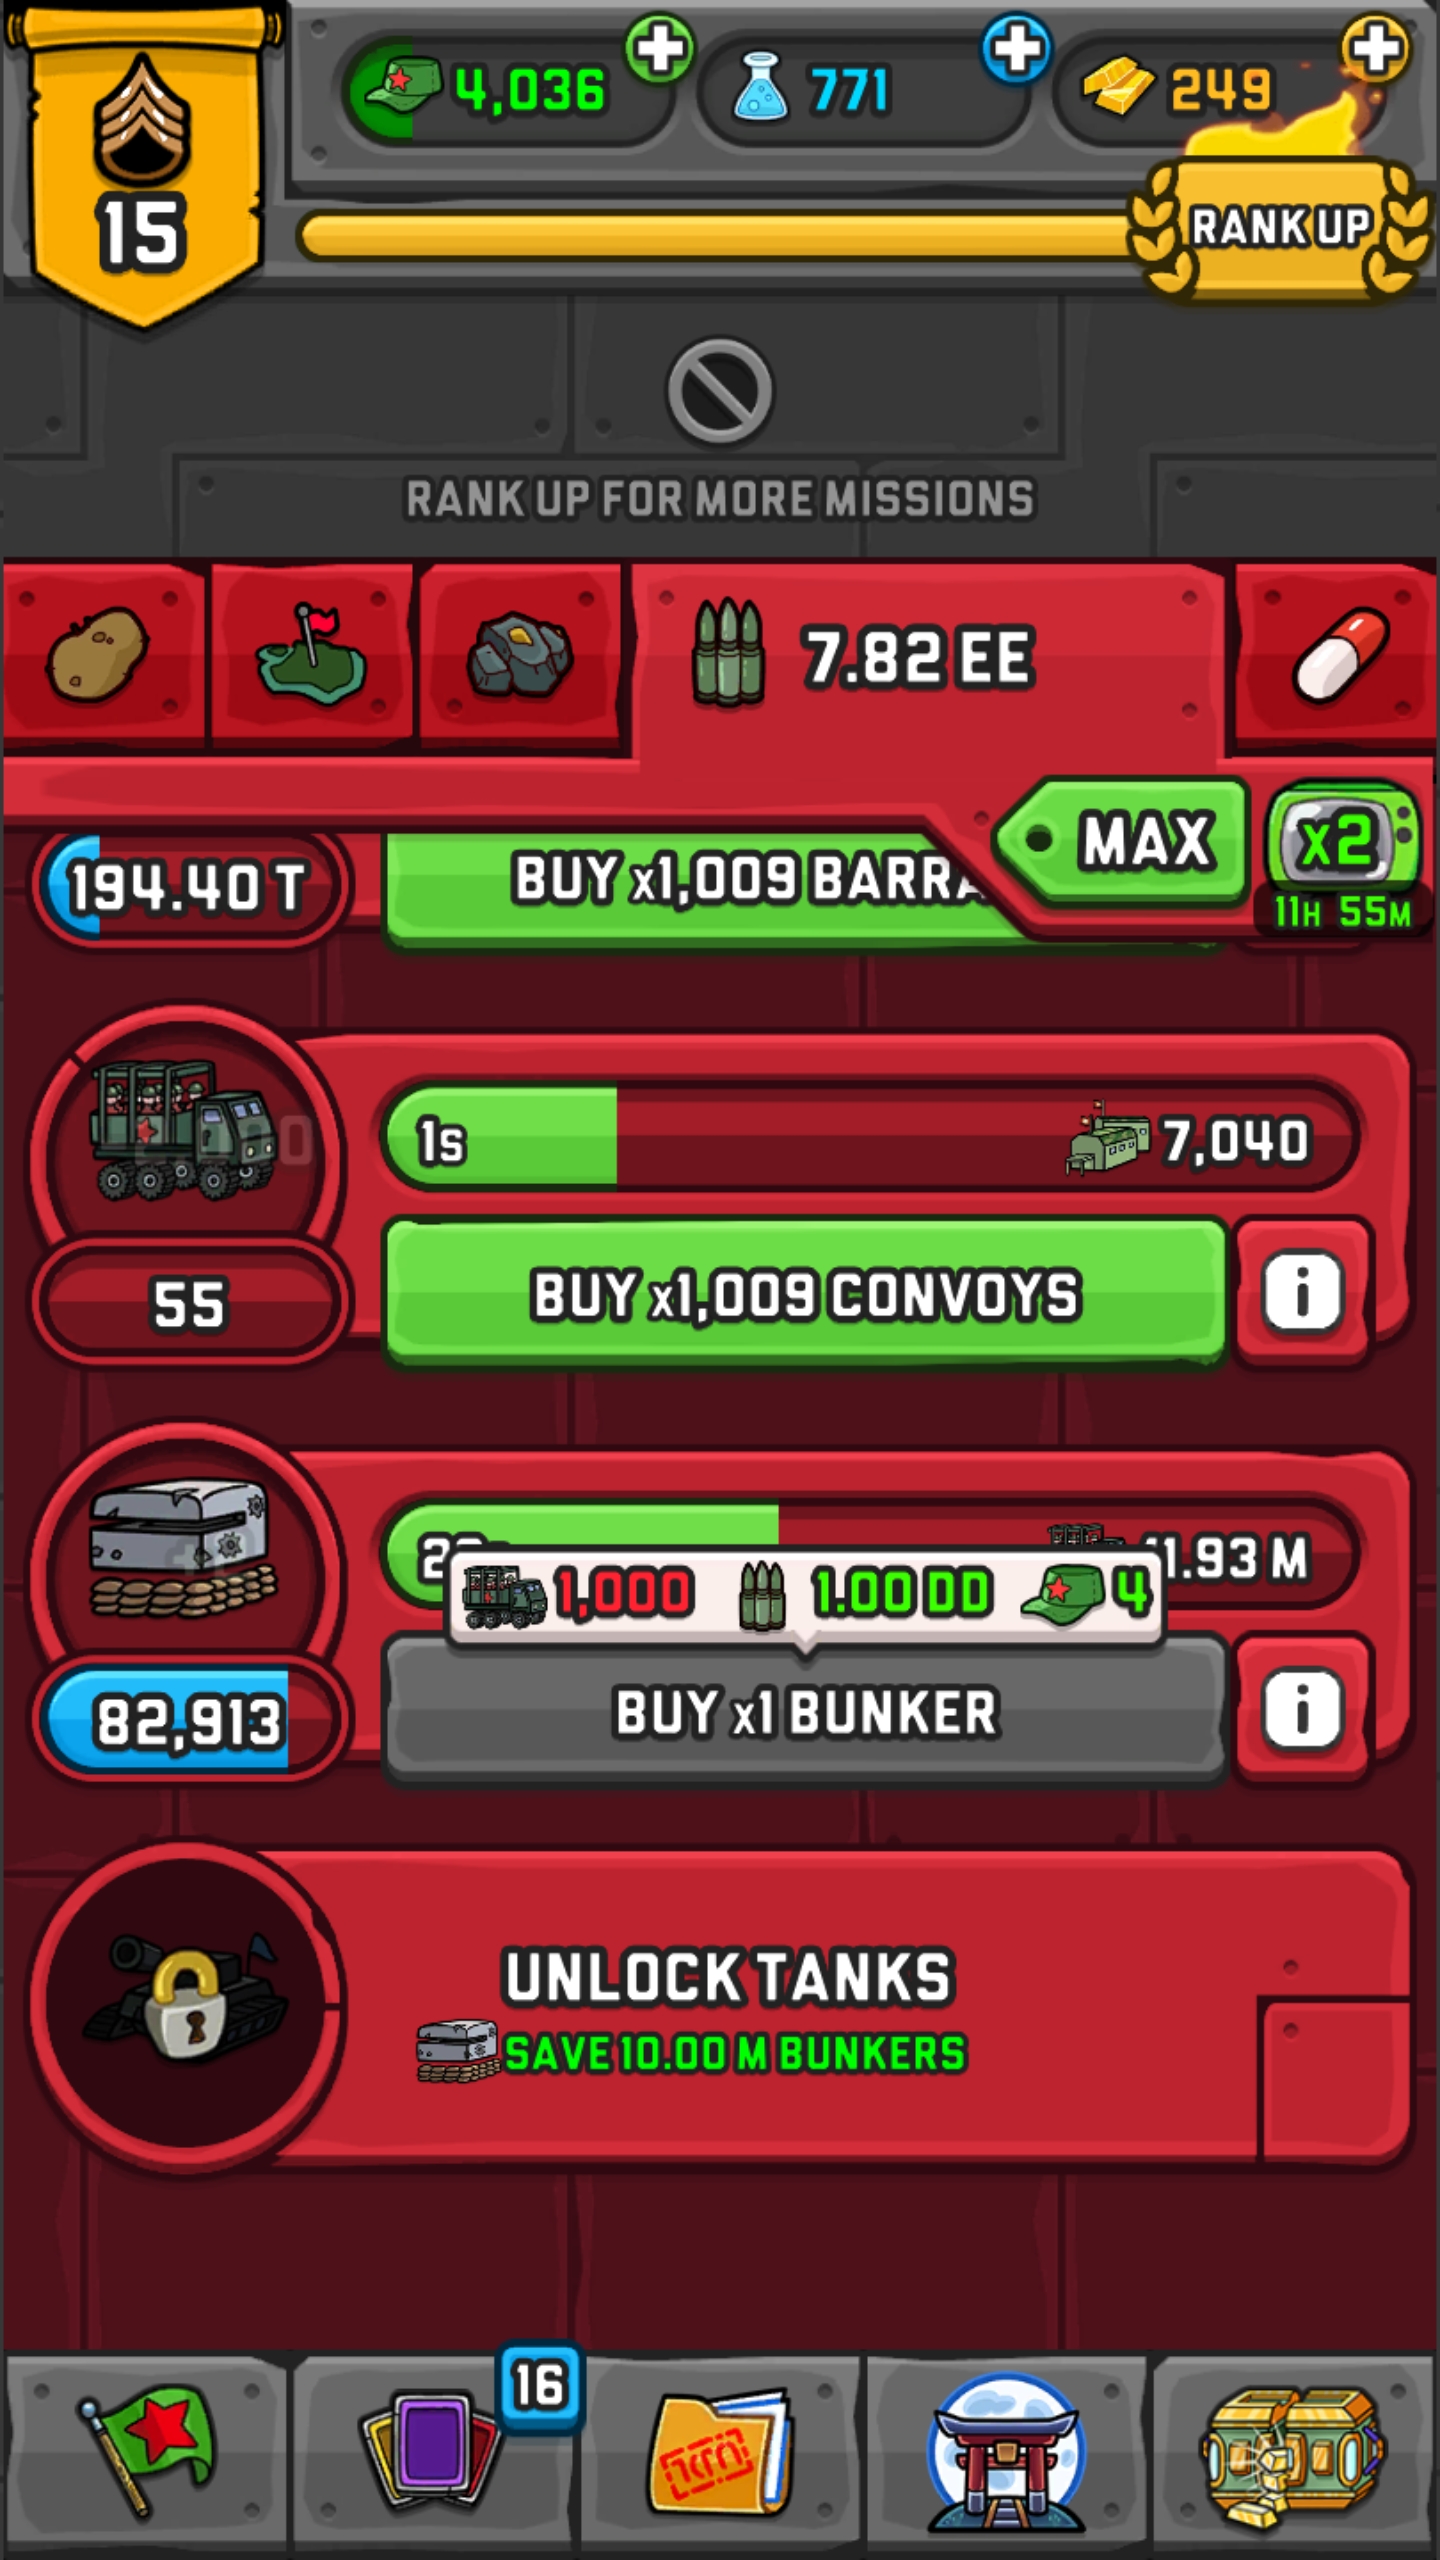 4,036
771
249
15
RANK UP
RANK UP FOR MORE MISSIONS
7.82 EE
MAX
x2
11H 55M
194.40 T
BUY x1,009
1s
7,040
55
BUY x1,009 CONVOYS
1.93 M
1,000
1.00 DD
4
82,913
BUY x1 BUNKER
UNLOCK TANKS
SAVE 10.00 M BUNKERS
16